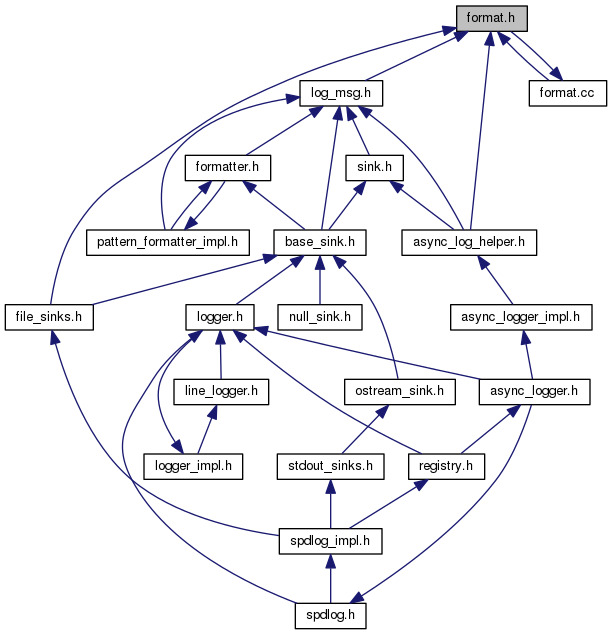 format.h
log_msg.h
format.cc
formatter.h
sink.h
pattern_formatter_impl.h
base_sink.h
async_log_helper.h
file_sinks.h
logger.h
null_sink.h
async_logger_impl.h
line_logger.h
ostream_sink.h
async_logger.h
logger_impl.h
stdout_sinks.h
registry.h
spdlog_impl.h
spdlog.h